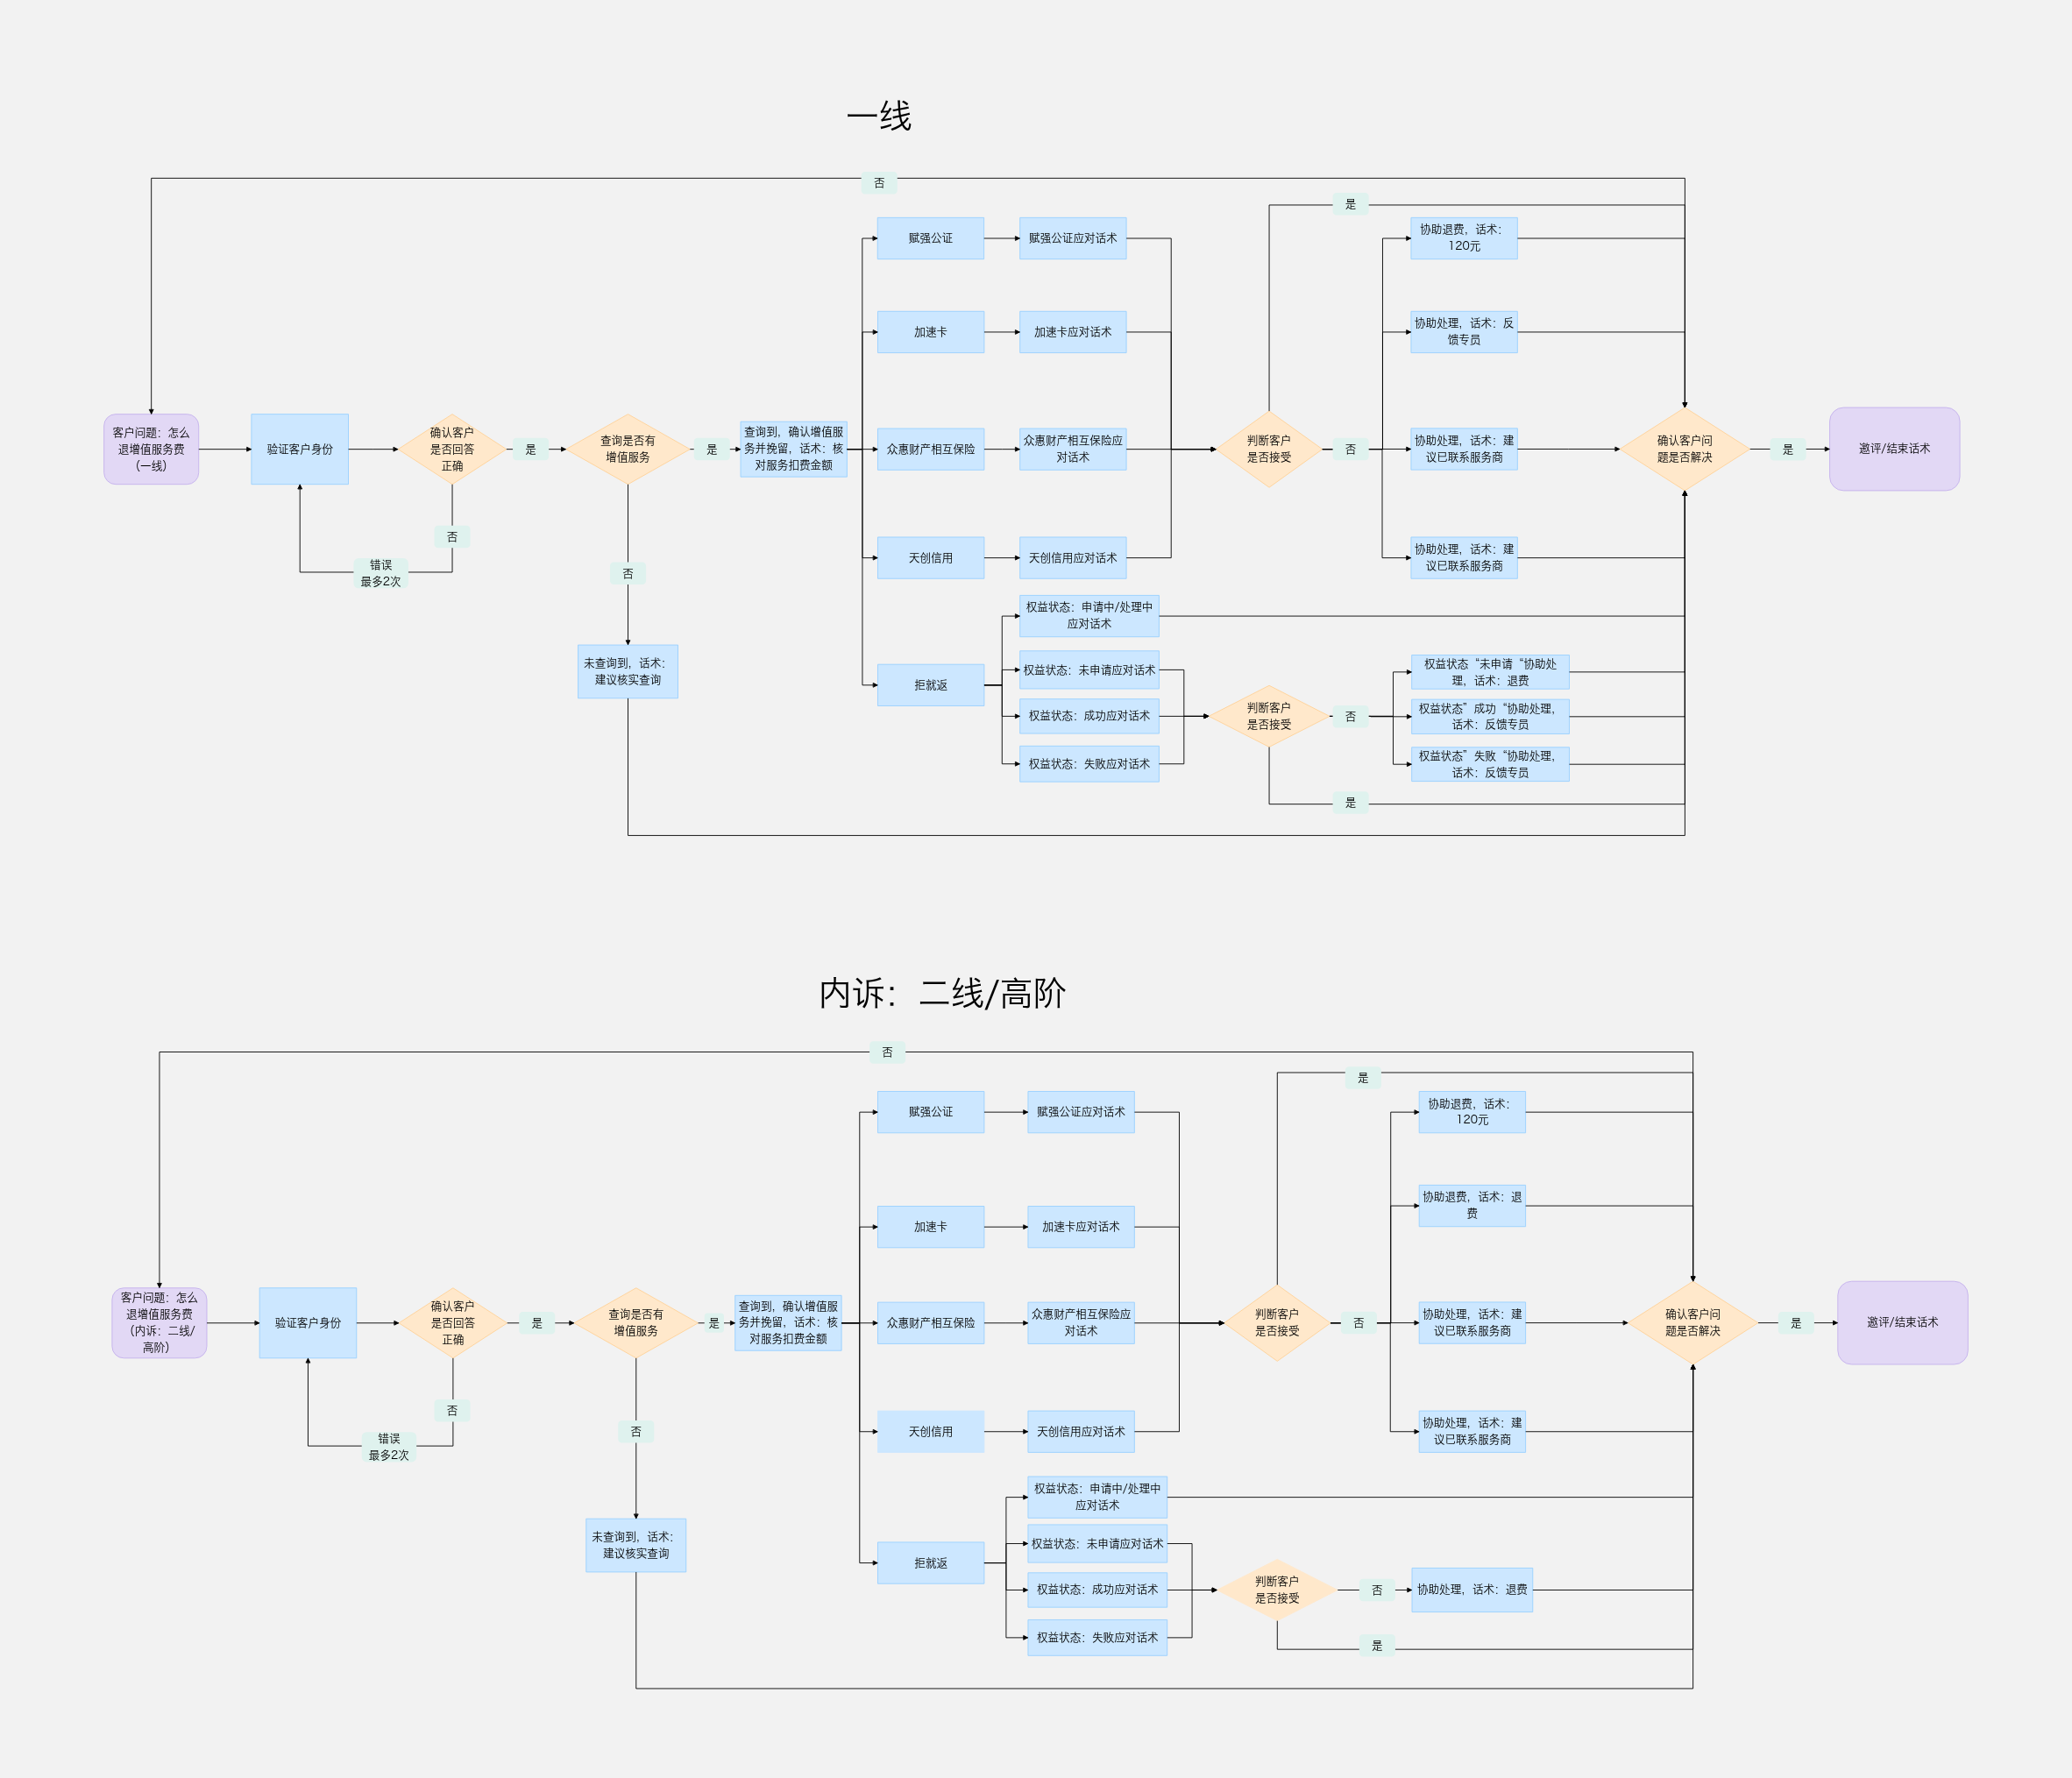 一线
否
是
赋强公证
赋强公证应对话术
协助退费，话术：
120元
加速卡
加速卡应对话术
协助处理，话术：反
馈专员
客户问题：怎么
退增值服务费
（一线）
验证客户身份
确认客户
是否回答
正确
是
查询是否有
增值服务
是
查询到，确认增值服
务并挽留，话术：核
对服务扣费金额
众惠财产相互保险
众惠财产相互保险应
对话术
判断客户
是否接受
否
协助处理，话术：建
议已联系服务商
确认客户问
题是否解决
是
邀评/结束话术
否
错误
最多2次
否
天创信用
天创信用应对话术
协助处理，话术：建
议已联系服务商
未查询到，话术：
建议核实查询
拒就返
权益状态：申请中/处理中
应对话术
权益状态：未申请应对话术
权益状态：成功应对话术
权益状态：失败应对话术
判断客户
是否接受
否
权益状态“未申请“协助处
理，话术：退费
权益状态”成功“协助处理，
话术：反馈专员
权益状态”失败“协助处理，
话术：反馈专员
是
内诉：二线/高阶
否
是
赋强公证
赋强公证应对话术
协助退费，话术：
120元
加速卡
加速卡应对话术
协助退费，话术：退
费
客户问题：怎么
退增值服务费
（内诉：二线/
高阶）
验证客户身份
确认客户
是否回答
正确
是
查询是否有
增值服务
是
查询到，确认增值服
务并挽留，话术：核
对服务扣费金额
众惠财产相互保险
众惠财产相互保险应
对话术
判断客户
是否接受
否
协助处理，话术：建
议已联系服务商
确认客户问
题是否解决
是
邀评/结束话术
否
错误
最多2次
否
天创信用
天创信用应对话术
协助处理，话术：建
议已联系服务商
未查询到，话术：
建议核实查询
拒就返
权益状态：申请中/处理中
应对话术
权益状态：未申请应对话术
权益状态：成功应对话术
权益状态：失败应对话术
判断客户
是否接受
否
协助处理，话术：退费
是